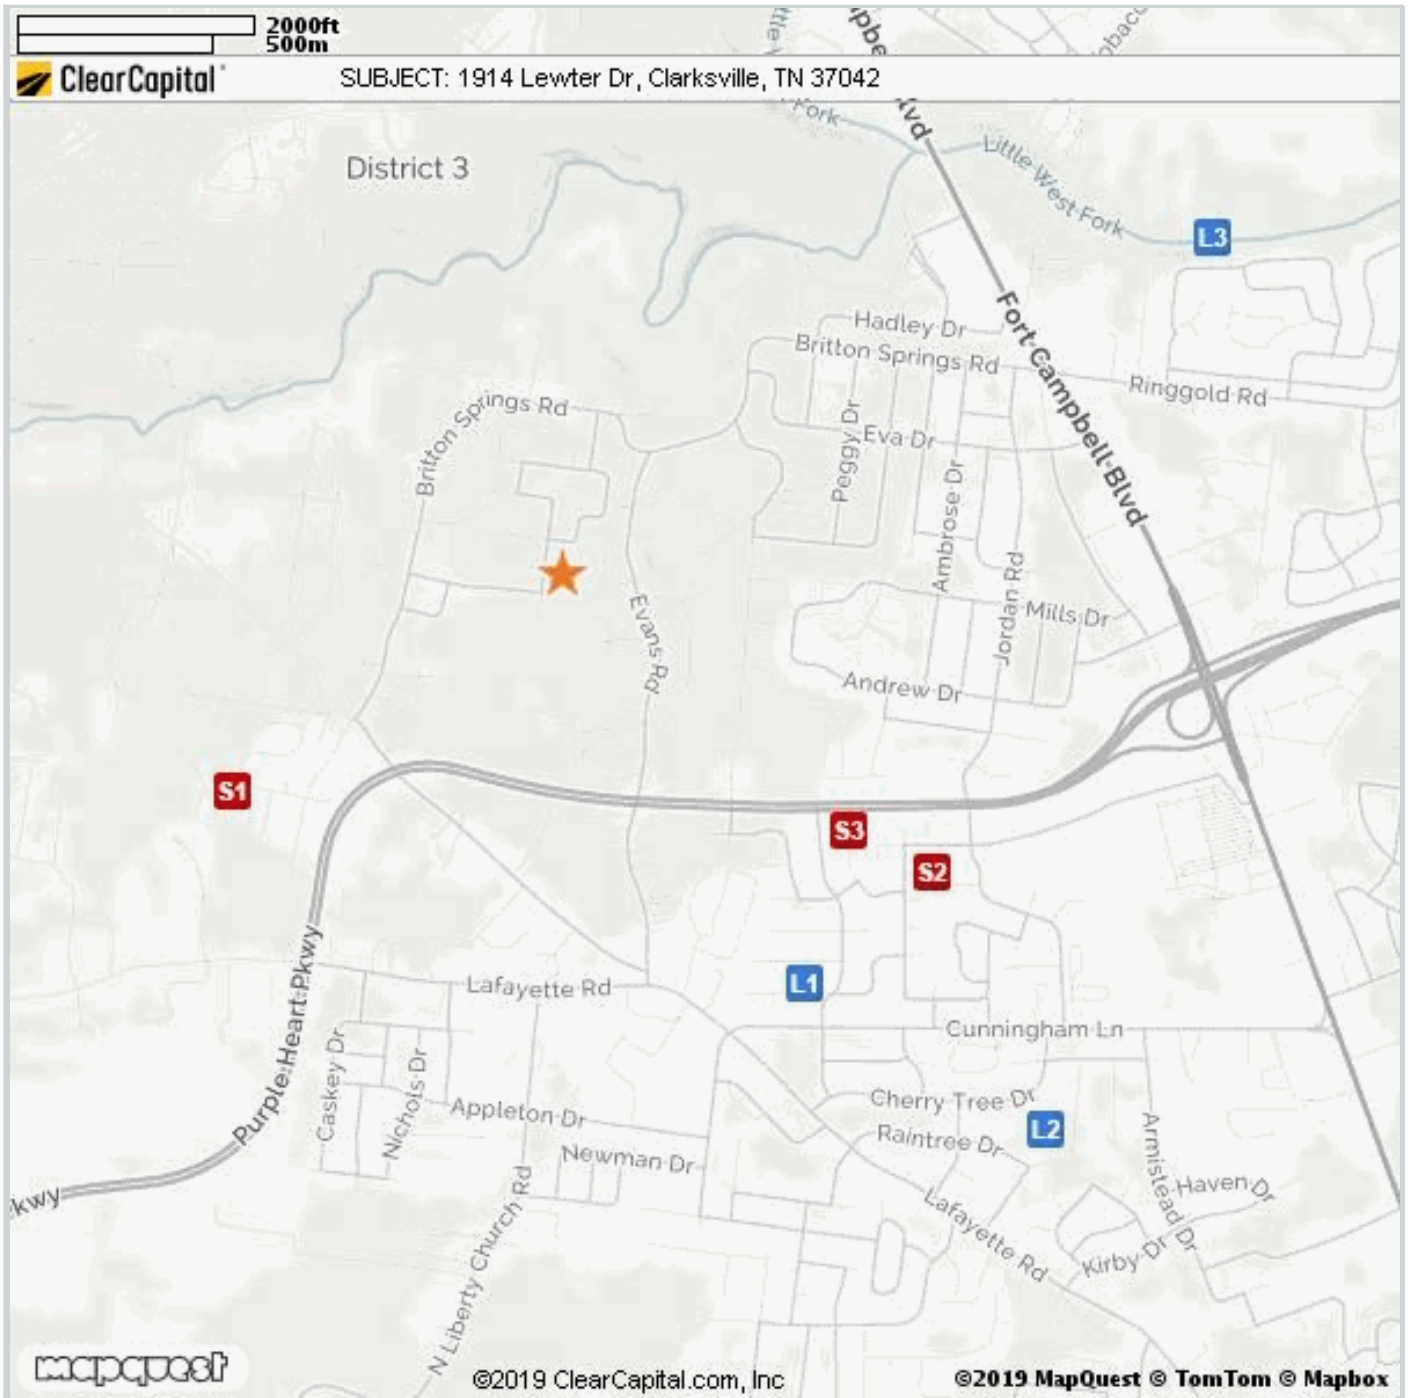 2000ft
500m
ClearCapital
SUBJECT: 1914 Lewter Dr, Clarksville, TN 37042
Fork
Little West Fork
District 3
L3
Fort Campbell Blvd
Hadley Dr
Britton Springs Rd
Ringgold Rd
Britton Springs Rd
Peggy Dr
Eva Dr
Ambrose Dr
Jordan Rd
Evans Rd
Mills Dr
Andrew Dr
S1
S3
S2
Purple Heart Pkwy
Lafayette Rd
L1
Cunningham Ln
Caskey Dr
Nichols Dr
Appleton Dr
Cherry Tree Dr
Raintree Dr
L2
Newman Dr
Armistead Dr
Haven Dr
kwy
N Liberty Church Rd
Lafayette Rd
Kirby Dr
mapquest
©2019 ClearCapital.com, Inc
©2019 MapQuest © TomTom © Mapbox